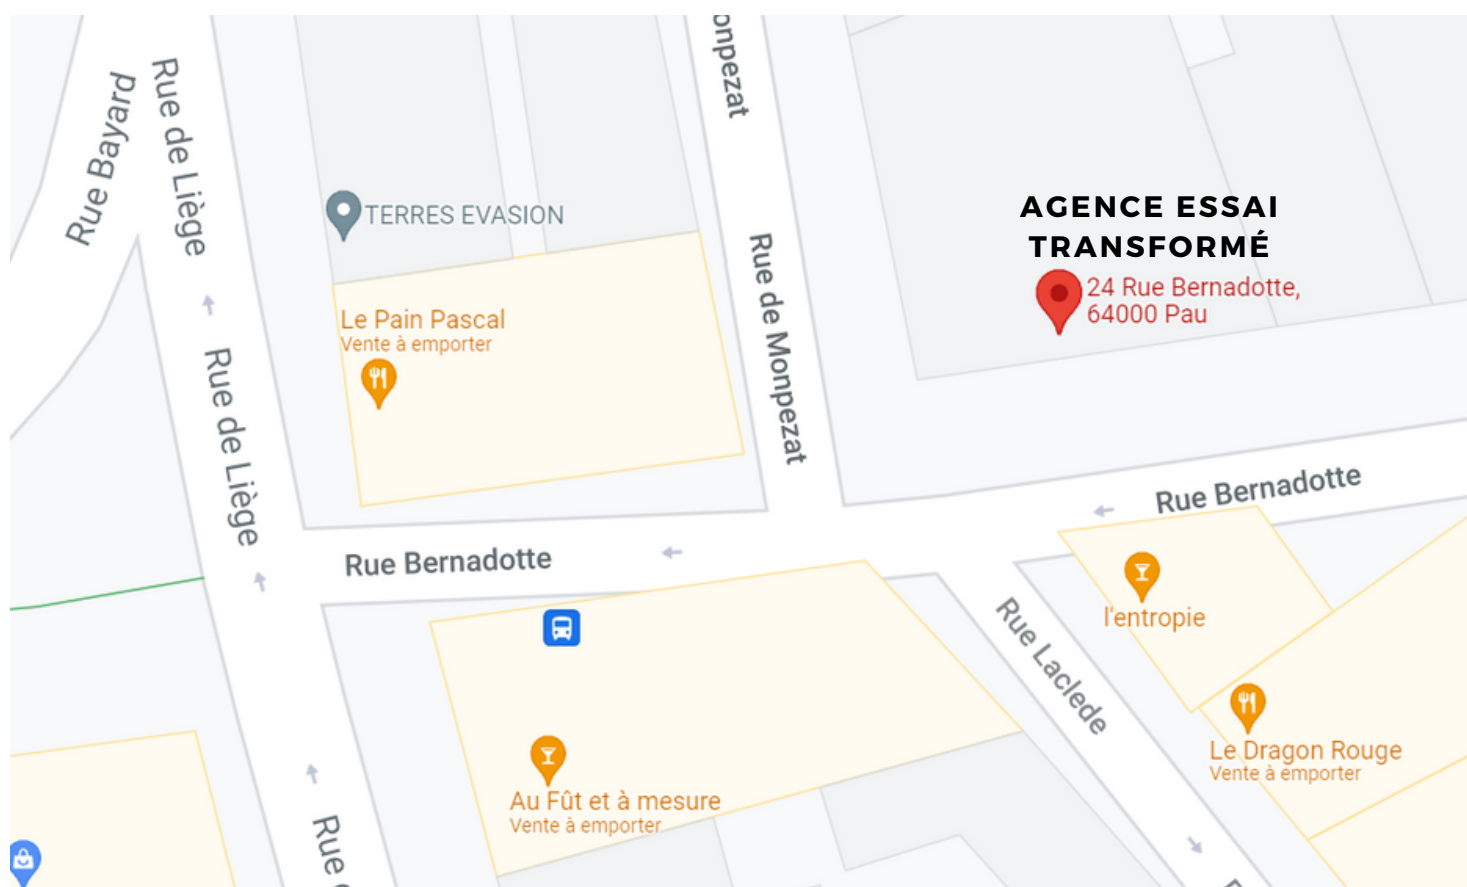 onpezat
Rue de Liège
Rue Bayard
TERRES EVASION
AGENCE ESSAI
TRANSFORMÉ
24 Rue Bernadotte,
64000 Pau
Rue de Monpezat
Le Pain Pascal
Vente à emporter
Rue de Liège
Rue Bernadotte
Rue Bernadotte
l'entropie
Rue Laclede
Le Dragon Rouge
Vente à emporter
Au Fût et à mesure
Vente à emporter
Rue